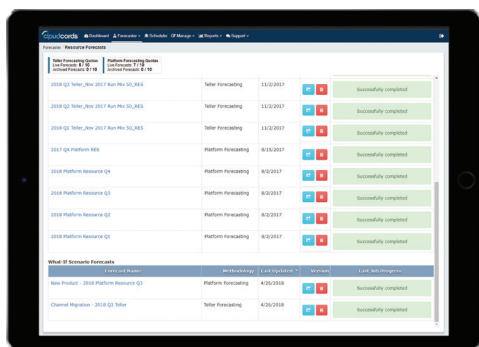 cloudcords Dashboard Forecaster Scheduler Manage Reports Support
Forecaster Resource Forecasts
Teller Forecasting Quotas Platform Forecasting Quotas
Live Forecasts: 8 / 10 Live Forecasts: 7 / 10
Archived Forecasts: 0 / 10 Archived Forecasts: 0 / 10
2018 Q3 Teller_Nov 2017 Run Mix 50_RES Teller Forecasting 11/2/2017 Successfully completed
2018 Q2 Teller_Nov 2017 Run Mix 50_RES Teller Forecasting 11/2/2017 Successfully completed
2018 Q1 Teller_Nov 2017 Run Mix 50_RES Teller Forecasting 11/2/2017 Successfully completed
2017 Q4 Platform RES Platform Forecasting 8/15/2017 Successfully completed
2018 Platform Resource Q4 Platform Forecasting 8/2/2017 Successfully completed
2018 Platform Resource Q3 Platform Forecasting 8/2/2017 Successfully completed
2018 Platform Resource Q2 Platform Forecasting 8/2/2017 Successfully completed
2018 Platform Resource Q1 Platform Forecasting 8/2/2017 Successfully completed
What-If Scenario Forecasts
Forecast Name Methodology Last Updated Version Last Job Progress
New Product - 2018 Platform Resource Q3 Platform Forecasting 4/26/2018 Successfully completed
Channel Migration - 2018 Q3 Teller Teller Forecasting 4/26/2018 Successfully completed